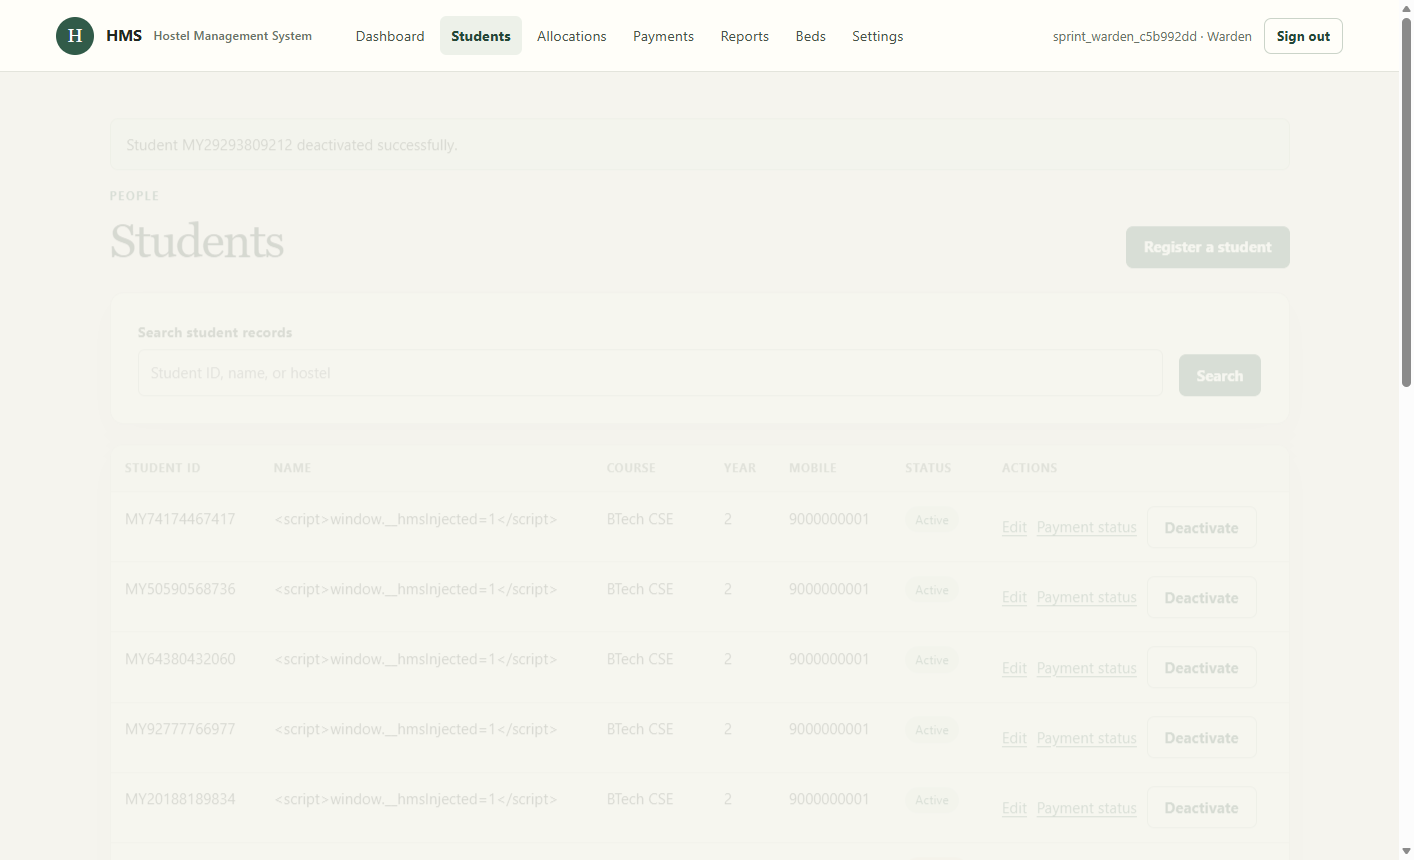 H HMS Hostel Management System Dashboard Students Allocations Payments Reports Beds Settings sprint_warden_c5b992dd · Warden Sign out
Student MY29293809212 deactivated successfully.
PEOPLE
Students
Register a student
Search student records
Student ID, name, or hostel
Search
STUDENT ID NAME COURSE YEAR MOBILE STATUS ACTIONS
MY74174467417 <script>window.__hmsInjected=1</script> BTech CSE 2 9000000001 Active Edit Payment status Deactivate
MY50590568736 <script>window.__hmsInjected=1</script> BTech CSE 2 9000000001 Active Edit Payment status Deactivate
MY64380432060 <script>window.__hmsInjected=1</script> BTech CSE 2 9000000001 Active Edit Payment status Deactivate
MY92777766977 <script>window.__hmsInjected=1</script> BTech CSE 2 9000000001 Active Edit Payment status Deactivate
MY20188189834 <script>window.__hmsInjected=1</script> BTech CSE 2 9000000001 Active Edit Payment status Deactivate